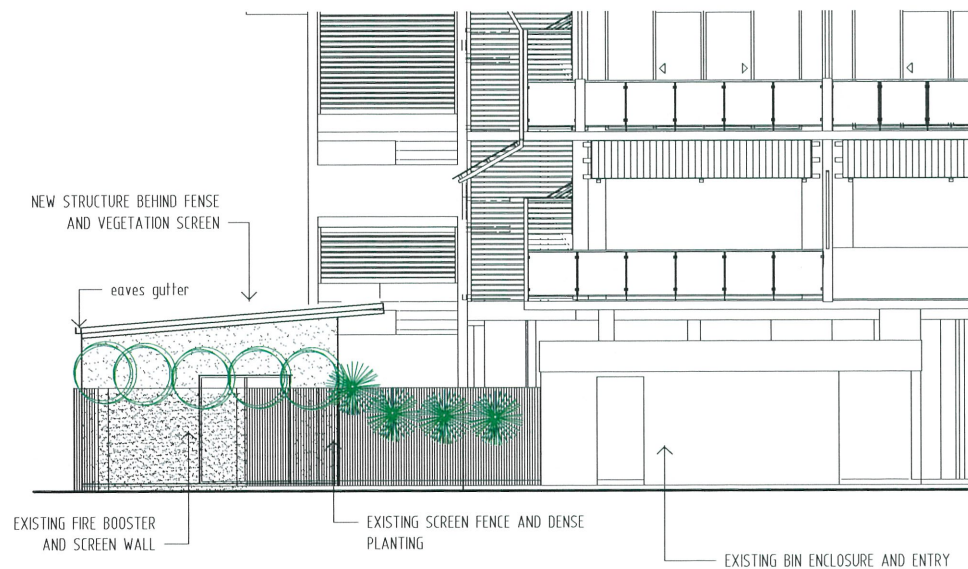 NEW STRUCTURE BEHIND FENSE
AND VEGETATION SCREEN
eaves gutter
EXISTING FIRE BOOSTER
AND SCREEN WALL
EXISTING SCREEN FENCE AND DENSE
PLANTING
EXISTING BIN ENCLOSURE AND ENTRY